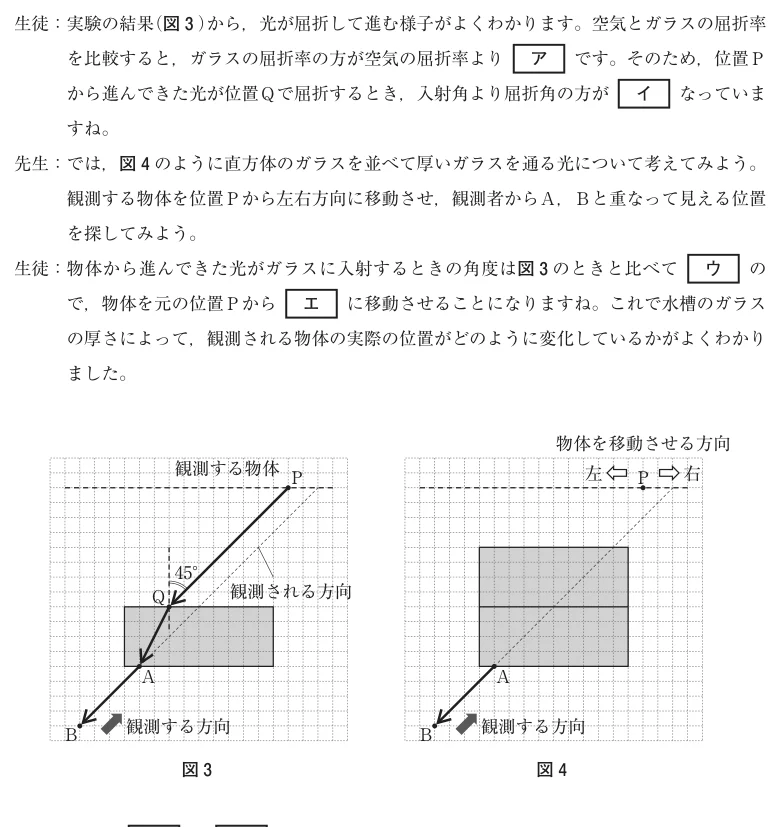 生徒：実験の結果(図3)から，光が屈折して進む様子がよくわかります。空気とガラスの屈折率
を比較すると，ガラスの屈折率の方が空気の屈折率より ア です。そのため，位置P
から進んできた光が位置Qで屈折するとき，入射角より屈折角の方が イ なっていま
すね。
先生：では，図4のように直方体のガラスを並べて厚いガラスを通る光について考えてみよう。
観測する物体を位置Pから左右方向に移動させ，観測者からA，Bと重なって見える位置
を探してみよう。
生徒：物体から進んできた光がガラスに入射するときの角度は図3のときと比べて ウ の
で，物体を元の位置Pから エ に移動させることになりますね。これで水槽のガラス
の厚さによって，観測される物体の実際の位置がどのように変化しているかがよくわかり
ました。
観測する物体
P
45°
Q
観測される方向
A
B
観測する方向
図3
物体を移動させる方向
左 P 右
A
B
観測する方向
図4